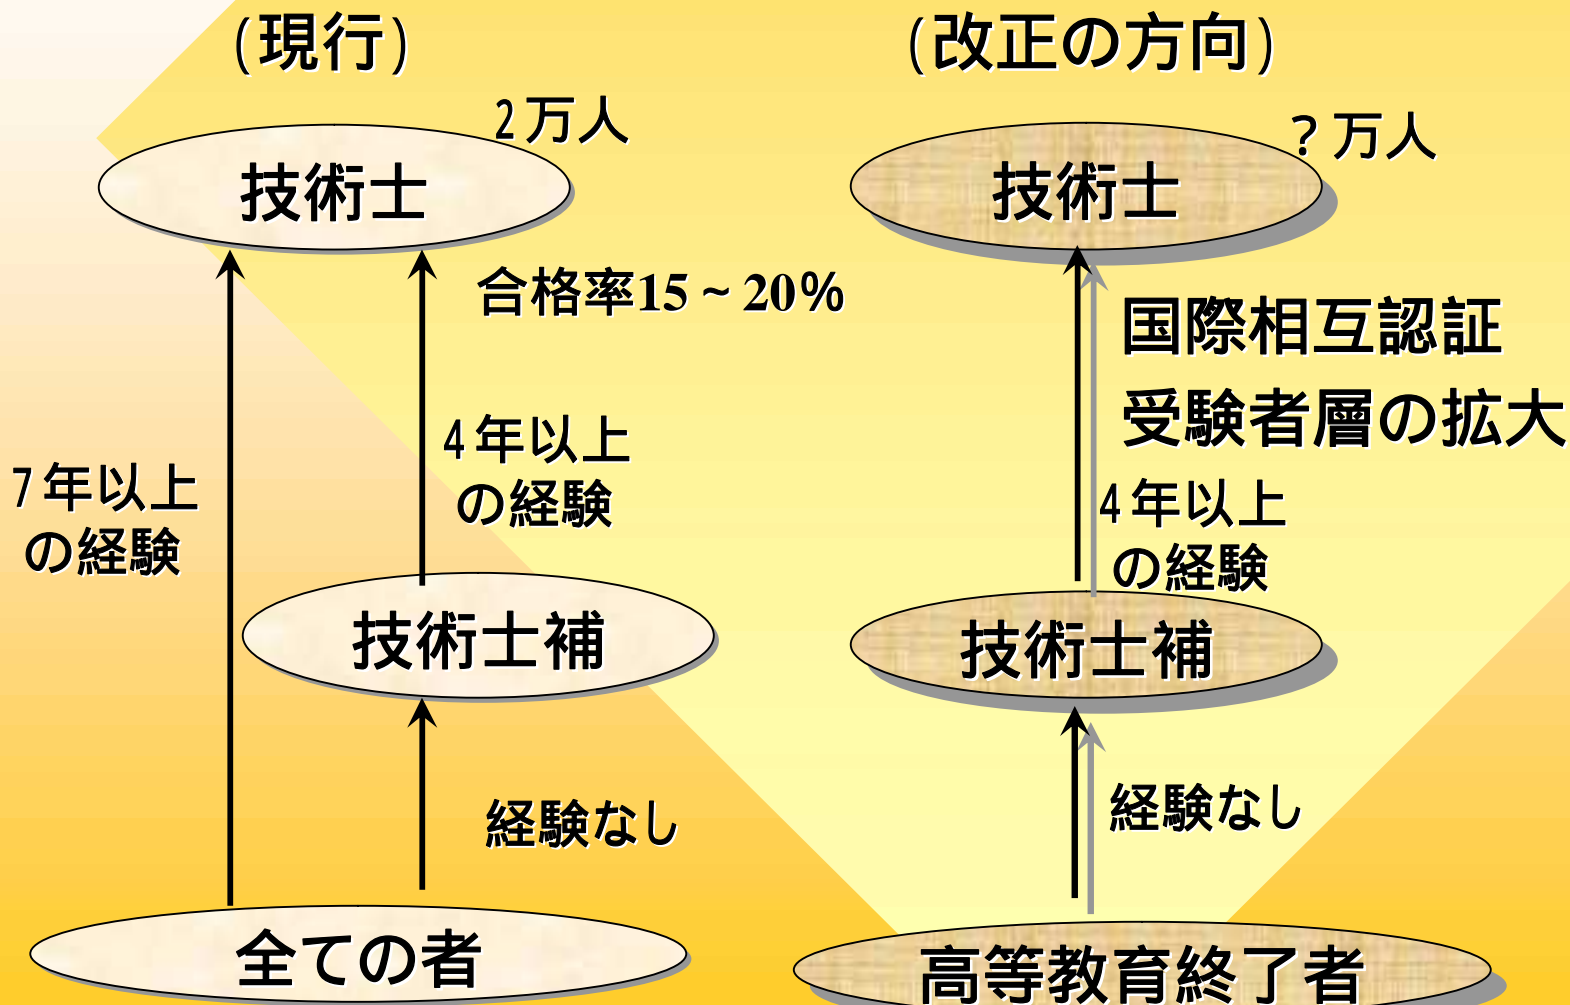 (現行)
2万人
技術士
合格率15~20%
7年以上
の経験
4年以上
の経験
技術士補
経験なし
全ての者
(改正の方向)
?万人
技術士
国際相互認証
受験者層の拡大
4年以上
の経験
技術士補
経験なし
高等教育終了者